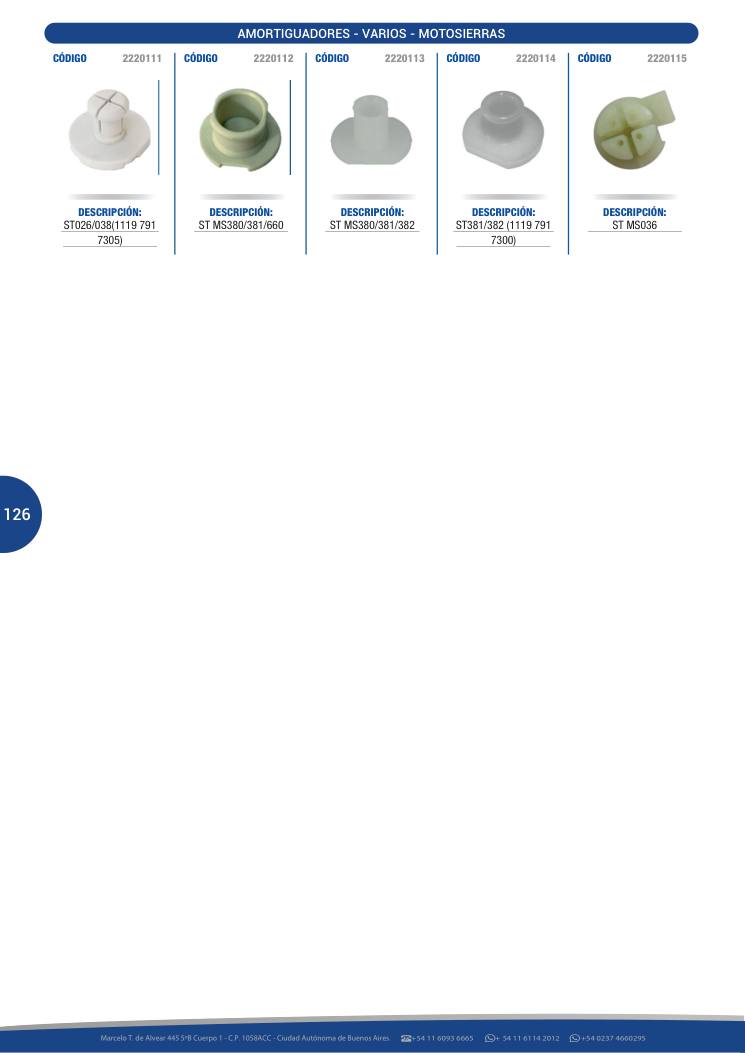 AMORTIGUADORES - VARIOS - MOTOSIERRAS
CÓDIGO 2220111
DESCRIPCIÓN:
ST026/038(1119 791
7305)
CÓDIGO 2220112
DESCRIPCIÓN:
ST MS380/381/660
CÓDIGO 2220113
DESCRIPCIÓN:
ST MS380/381/382
CÓDIGO 2220114
DESCRIPCIÓN:
ST381/382 (1119 791
7300)
CÓDIGO 2220115
DESCRIPCIÓN:
ST MS036
126
Marcelo T. de Alvear 445 5ºB Cuerpo 1 - C.P. 1058ACC - Ciudad Autónoma de Buenos Aires. +54 11 6093 6665 + 54 11 6114 2012 +54 0237 4660295